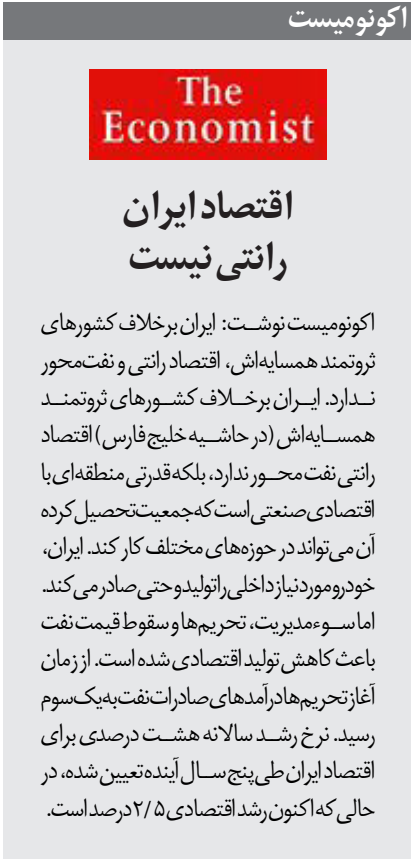 اکونومیست
The
Economist
اقتصاد ایران
رانتی نیست
اکونومیست نوشت: ایران برخلاف کشورهای
ثروتمند همسایه‌اش، اقتصاد رانتی و نفت‌محور
ندارد. ایران برخلاف کشورهای ثروتمند
همسایه‌اش (در حاشیه خلیج فارس) اقتصاد
رانتی نفت محور ندارد، بلکه قدرتی منطقه‌ای با
اقتصادی صنعتی است که جمعیت تحصیل کرده
آن می‌تواند در حوزه‌های مختلف کار کند. ایران،
خودرو مورد نیاز داخلی را تولید و حتی صادر می‌کند.
اما سوءمدیریت، تحریم‌ها و سقوط قیمت نفت
باعث کاهش تولید اقتصادی شده است. از زمان
آغاز تحریم‌ها درآمدهای صادرات نفت به یک سوم
رسید. نرخ رشد سالانه هشت درصدی برای
اقتصاد ایران طی پنج سال آینده تعیین شده، در
حالی که اکنون رشد اقتصادی ۲/۵ درصد است.